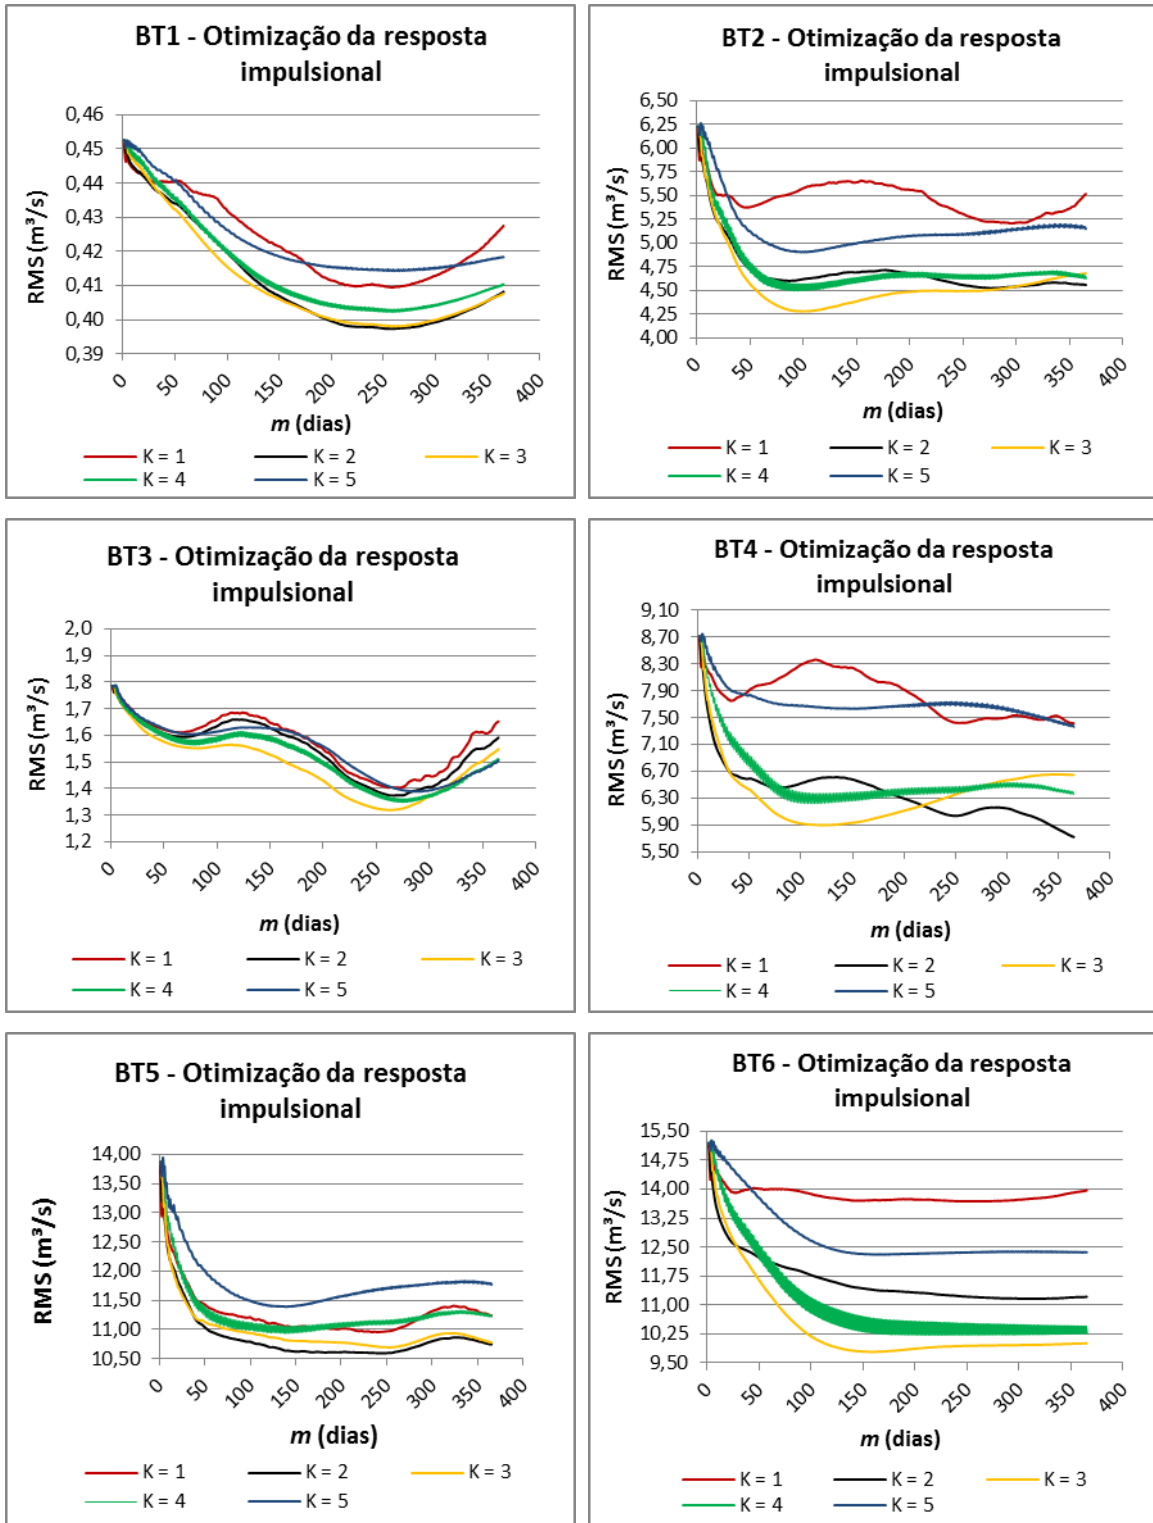 BT1 - Otimização da resposta
impulsional
RMS (m³/s)
0,46
0,45
0,44
0,43
0,42
0,41
0,40
0,39
0 50 100 150 200 250 300 350 400
m (dias)
K = 1 K = 2 K = 3
K = 4 K = 5
BT2 - Otimização da resposta
impulsional
RMS (m³/s)
6,50
6,25
6,00
5,75
5,50
5,25
5,00
4,75
4,50
4,25
4,00
0 50 100 150 200 250 300 350 400
m (dias)
K = 1 K = 2 K = 3
K = 4 K = 5
BT3 - Otimização da resposta
impulsional
RMS (m³/s)
2,0
1,9
1,8
1,7
1,6
1,5
1,4
1,3
1,2
0 50 100 150 200 250 300 350 400
m (dias)
K = 1 K = 2 K = 3
K = 4 K = 5
BT4 - Otimização da resposta
impulsional
RMS (m³/s)
9,10
8,70
8,30
7,90
7,50
7,10
6,70
6,30
5,90
5,50
0 50 100 150 200 250 300 350 400
m (dias)
K = 1 K = 2 K = 3
K = 4 K = 5
BT5 - Otimização da resposta
impulsional
RMS (m³/s)
14,00
13,50
13,00
12,50
12,00
11,50
11,00
10,50
0 50 100 150 200 250 300 350 400
m (dias)
K = 1 K = 2 K = 3
K = 4 K = 5
BT6 - Otimização da resposta
impulsional
RMS (m³/s)
15,50
14,75
14,00
13,25
12,50
11,75
11,00
10,25
9,50
0 50 100 150 200 250 300 350 400
m (dias)
K = 1 K = 2 K = 3
K = 4 K = 5